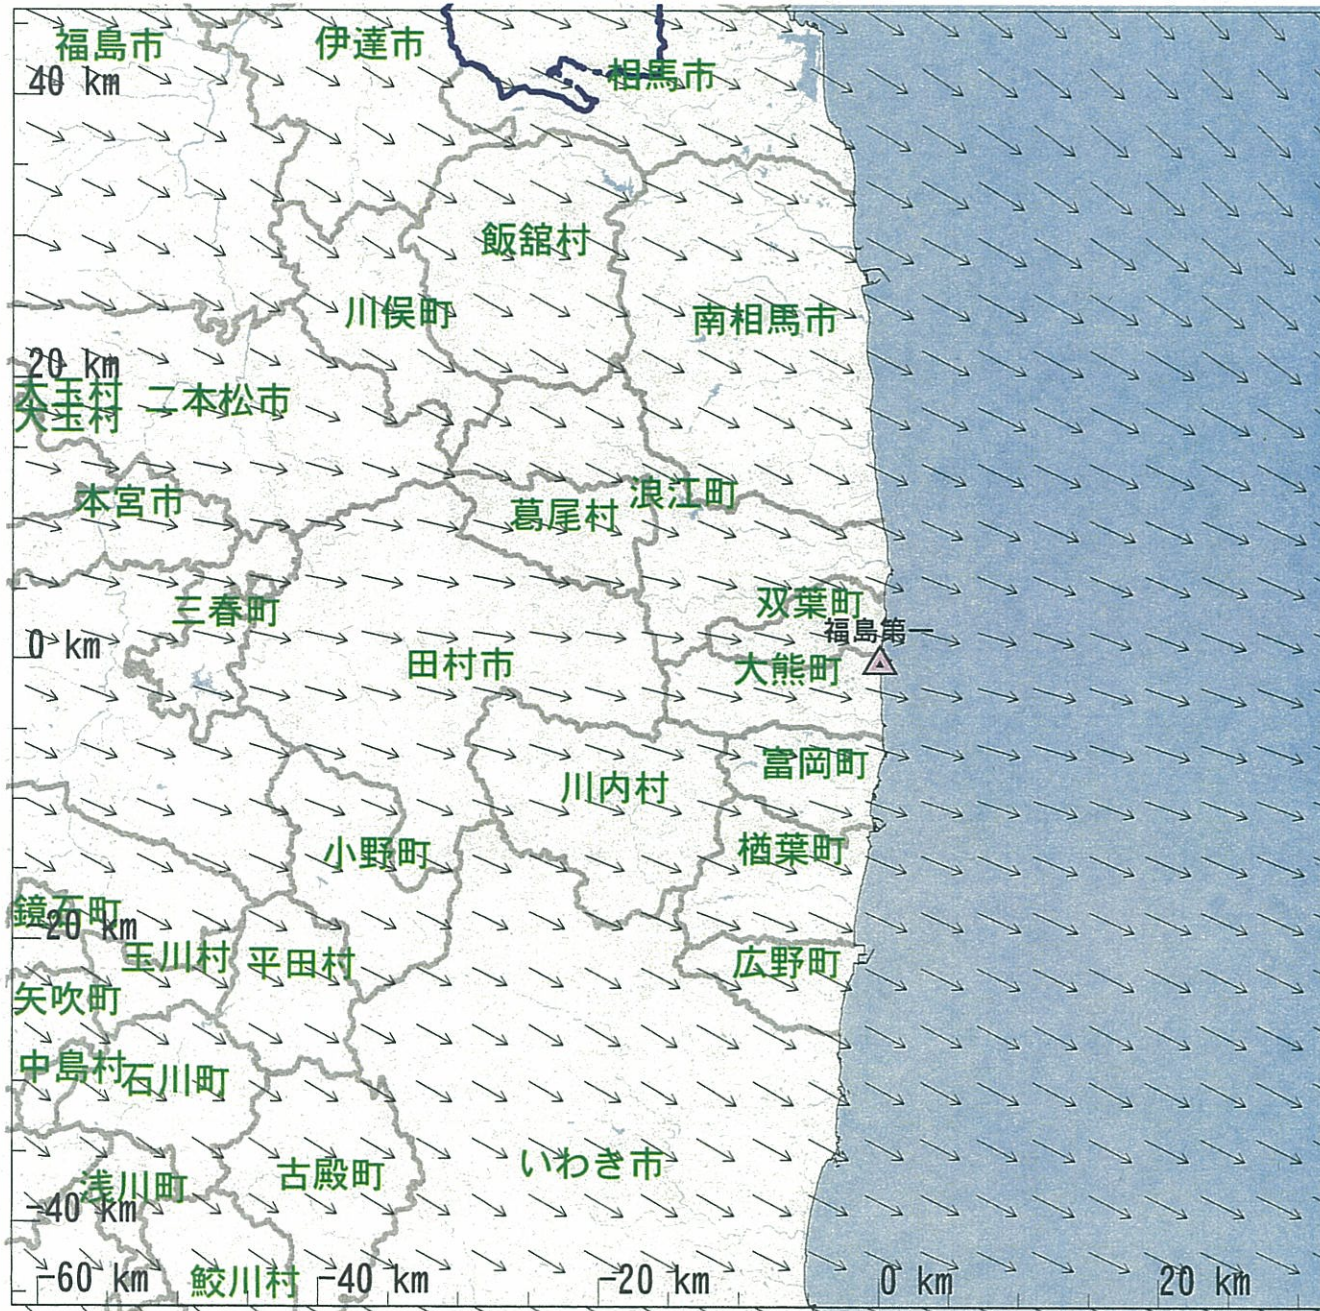 福島市
伊達市
相馬市
40 km
飯舘村
川俣町
南相馬市
20 km
大玉村
大玉村
二本松市
本宮市
葛尾村
浪江町
三春町
双葉町
福島第一
0 km
田村市
大熊町
川内村
富岡町
小野町
楢葉町
鏡石町
-20 km
玉川村
平田村
広野町
矢吹町
中島村
石川町
いわき市
古殿町
浅川町
-40 km
鮫川村
-60 km
-40 km
-20 km
0 km
20 km